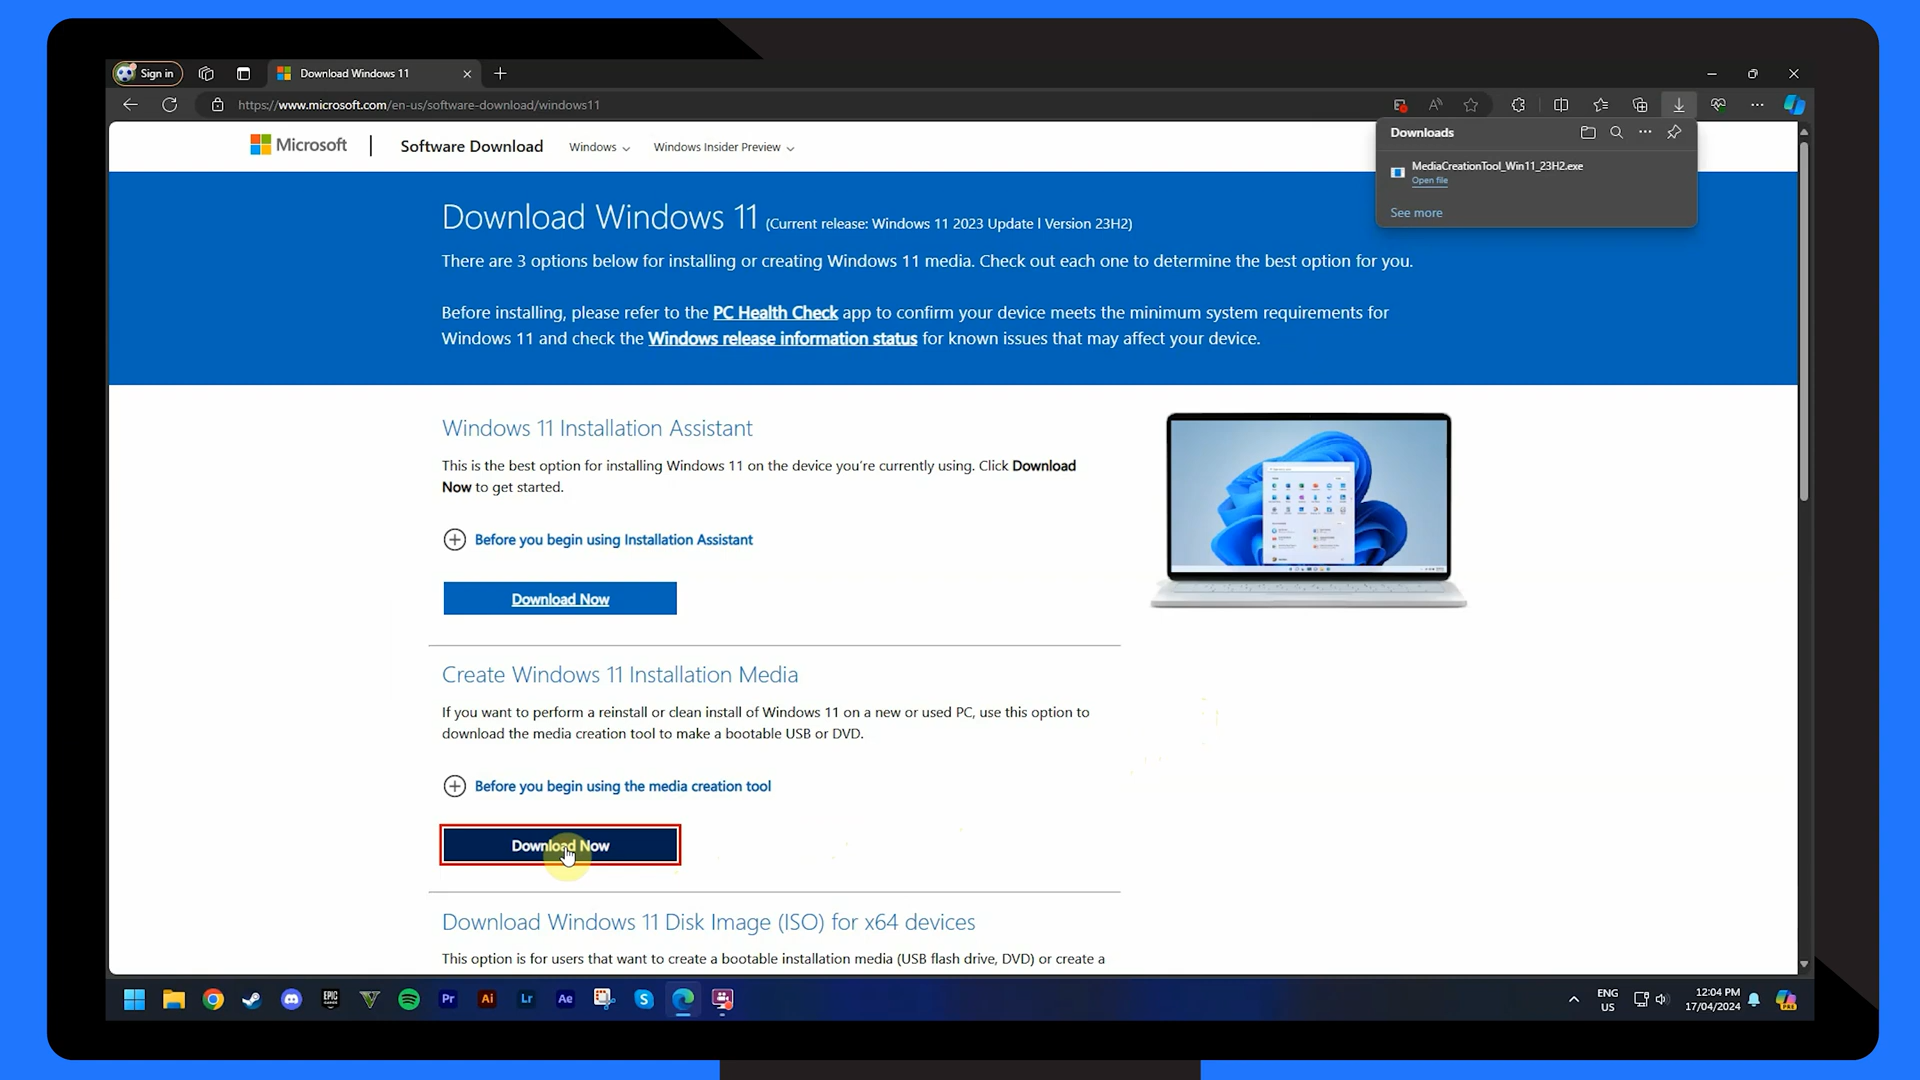 Sign in
Download Windows 11
https://www.microsoft.com/en-us/software-download/windows11
Downloads
MediaCreationTool_Win11_23H2.exe
Open file
See more
Microsoft
Software Download
Windows
Windows Insider Preview
Download Windows 11 (Current release: Windows 11 2023 Update l Version 23H2)
There are 3 options below for installing or creating Windows 11 media. Check out each one to determine the best option for you.
Before installing, please refer to the PC Health Check app to confirm your device meets the minimum system requirements for
Windows 11 and check the Windows release information status for known issues that may affect your device.
Windows 11 Installation Assistant
This is the best option for installing Windows 11 on the device you're currently using. Click Download
Now to get started.
Before you begin using Installation Assistant
Download Now
Create Windows 11 Installation Media
If you want to perform a reinstall or clean install of Windows 11 on a new or used PC, use this option to
download the media creation tool to make a bootable USB or DVD.
Before you begin using the media creation tool
Download Now
Download Windows 11 Disk Image (ISO) for x64 devices
This option is for users that want to create a bootable installation media (USB flash drive, DVD) or create a
EPIC
GAMES
Pr
Ai
Lr
Ae
ENG
US
12:04 PM
17/04/2024
PRE